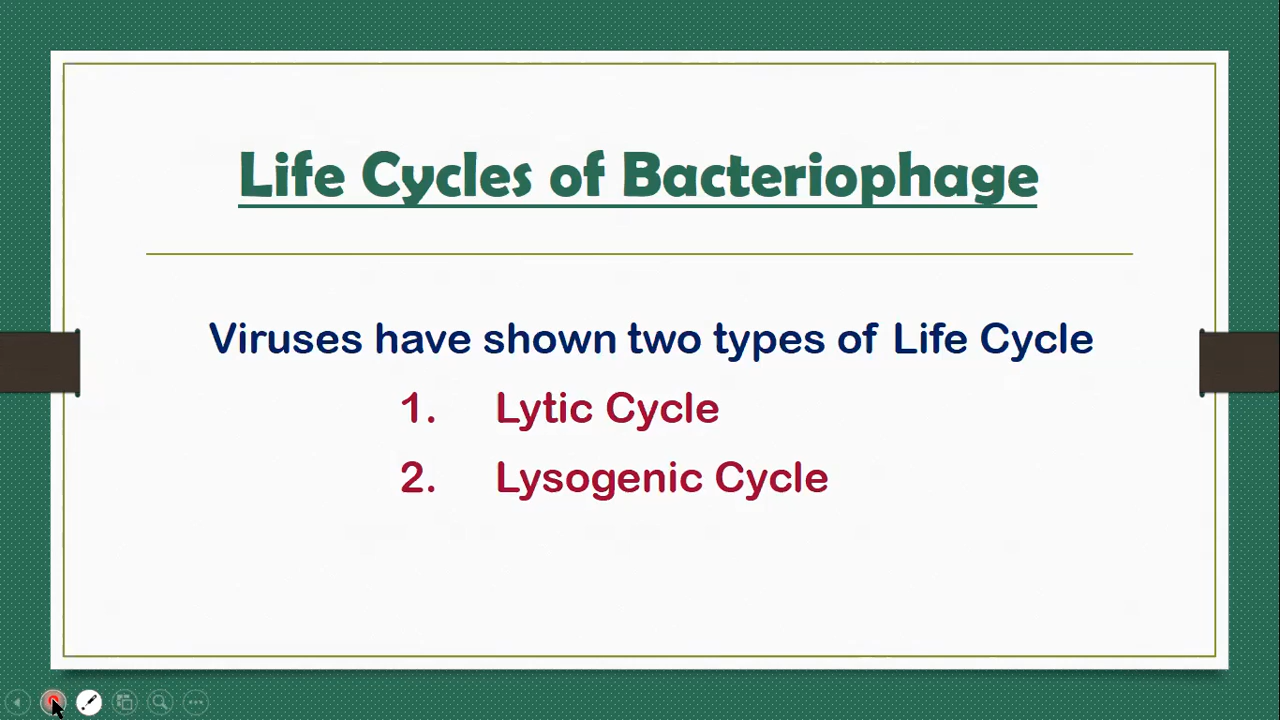 Life Cycles of Bacteriophage
Viruses have shown two types of Life Cycle
1. Lytic Cycle
2. Lysogenic Cycle